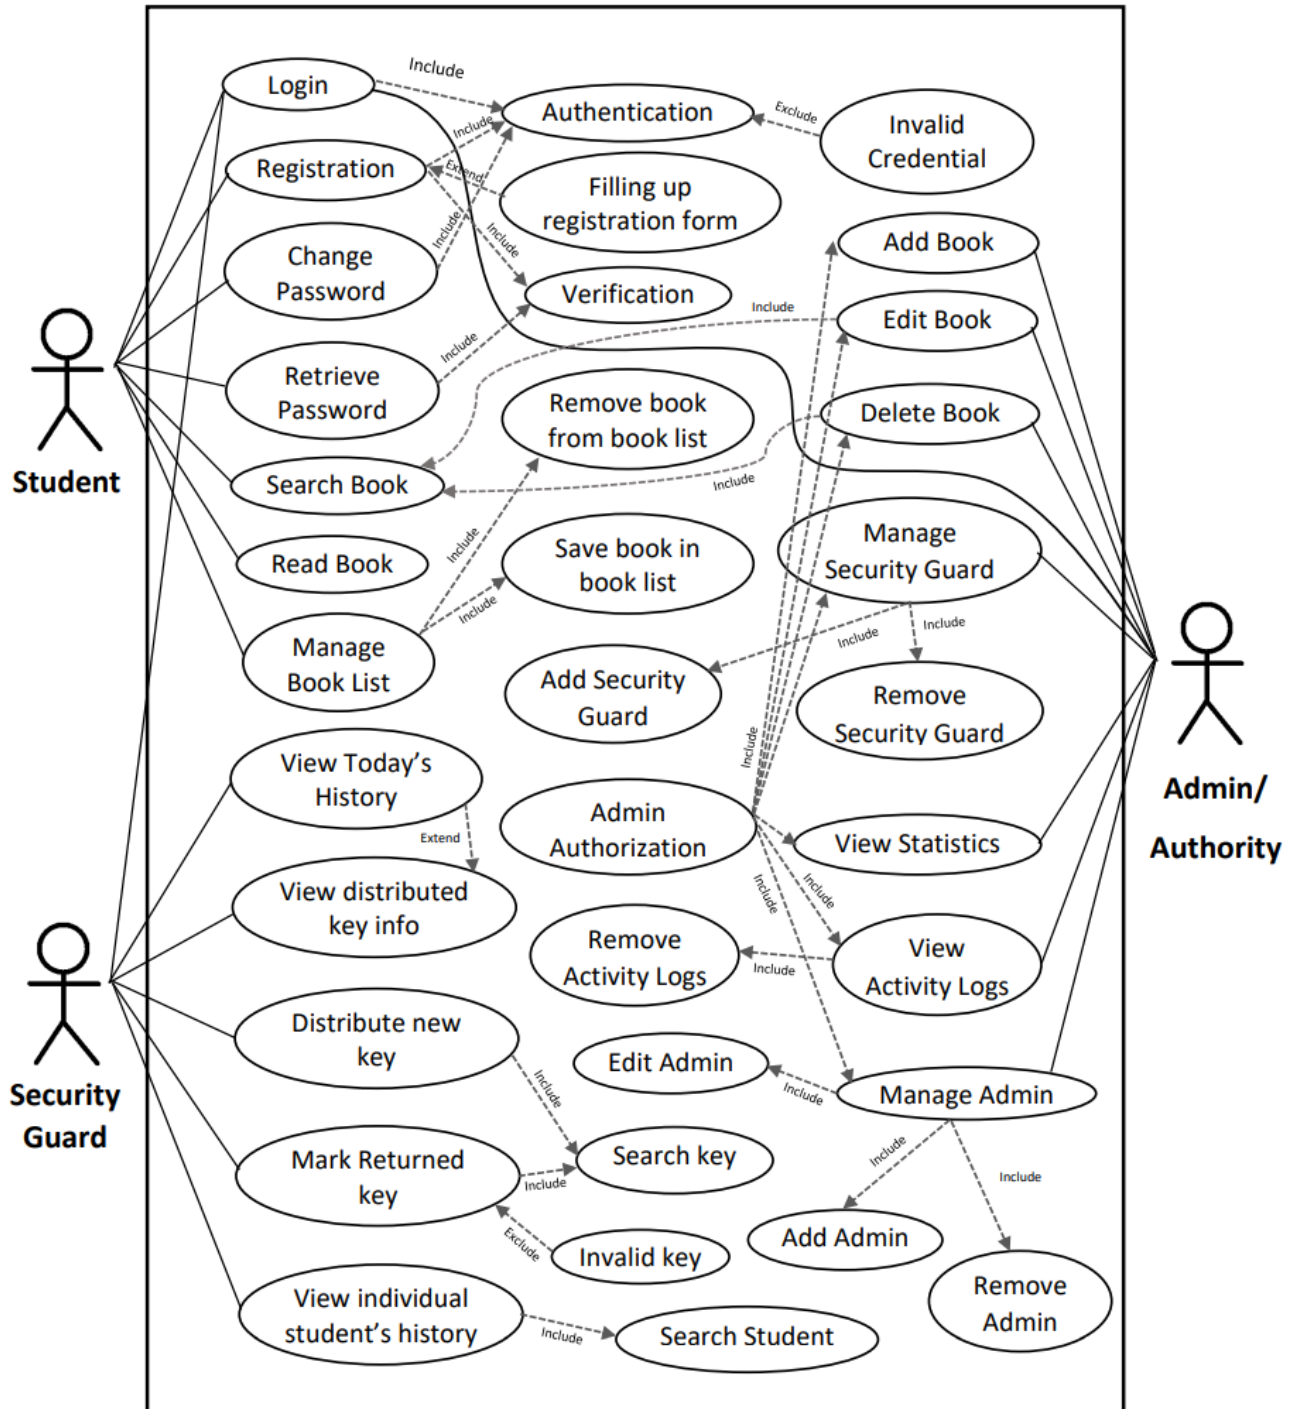 Login
Include
Authentication
Exclude
Invalid
Credential
Include
Registration
Extend
Filling up
registration form
Include
Include
Change
Password
Add Book
Verification
Include
Edit Book
Include
Retrieve
Password
Remove book
from book list
Delete Book
Student
Search Book
Include
Include
Manage
Security Guard
Read Book
Save book in
book list
Include
Manage
Book List
Include
Include
Add Security
Guard
Remove
Security Guard
Include
View Today's
History
Admin/
Authority
Extend
Admin
Authorization
View Statistics
Include
Include
View distributed
key info
Remove
Activity Logs
Include
View
Activity Logs
Security
Guard
Distribute new
key
Edit Admin
Include
Manage Admin
Include
Mark Returned
key
Include
Search key
Include
Include
Exclude
Invalid key
Add Admin
Remove
Admin
View individual
student's history
Include
Search Student